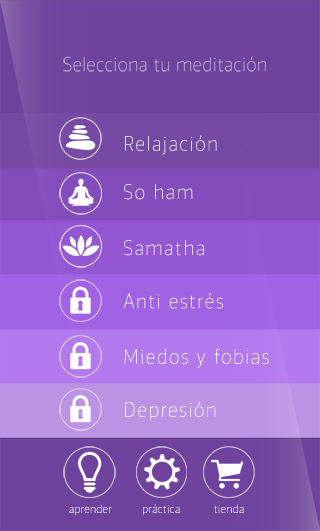 Selecciona tu meditación
Relajación
So ham
Samatha
Anti estrés
Miedos y fobias
Depresión
aprender práctica tienda